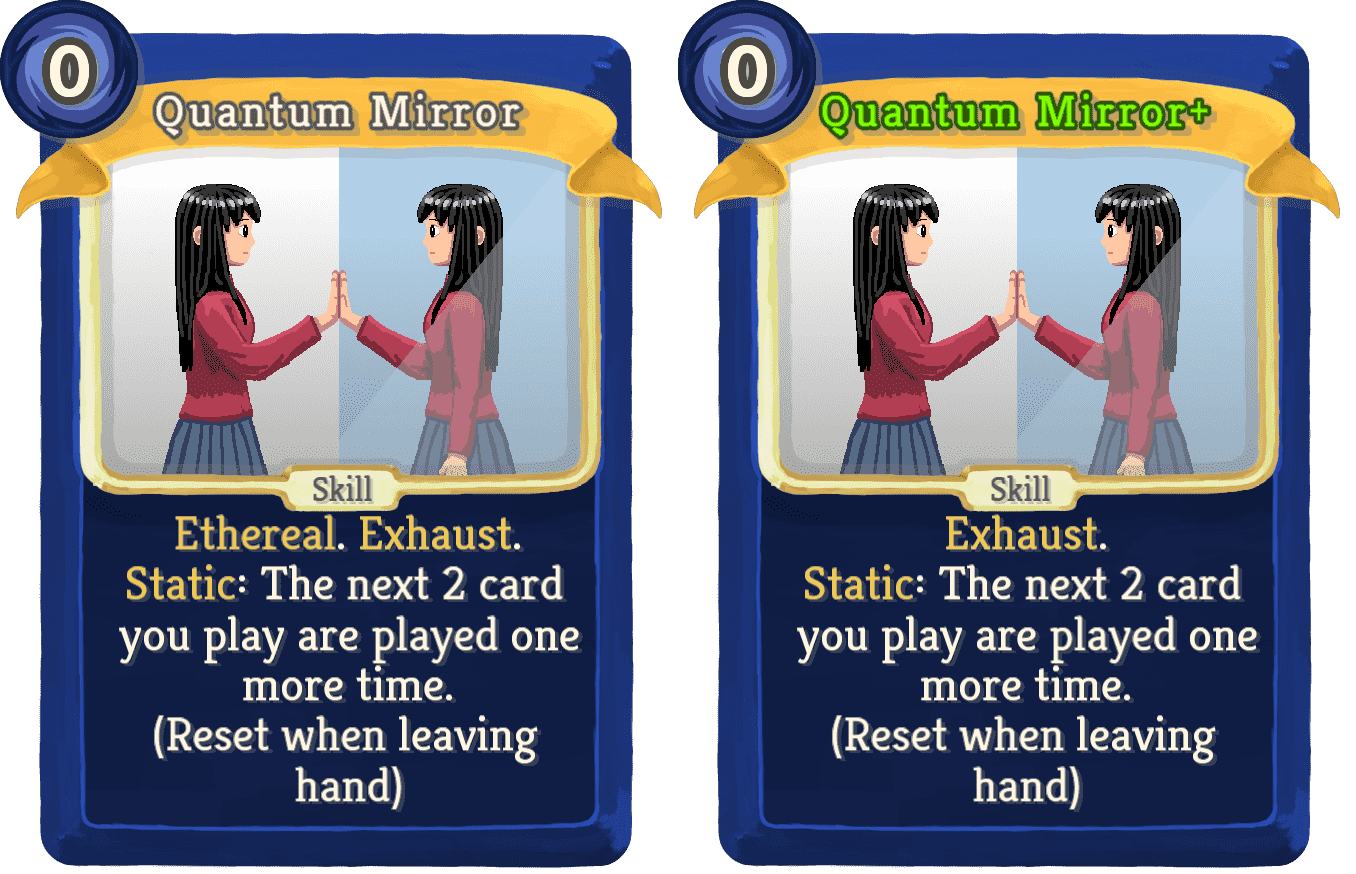 0
Quantum Mirror
Skill
Ethereal. Exhaust.
Static: The next 2 card
you play are played one
more time.
(Reset when leaving
hand)
0
Quantum Mirror+
Skill
Exhaust.
Static: The next 2 card
you play are played one
more time.
(Reset when leaving
hand)